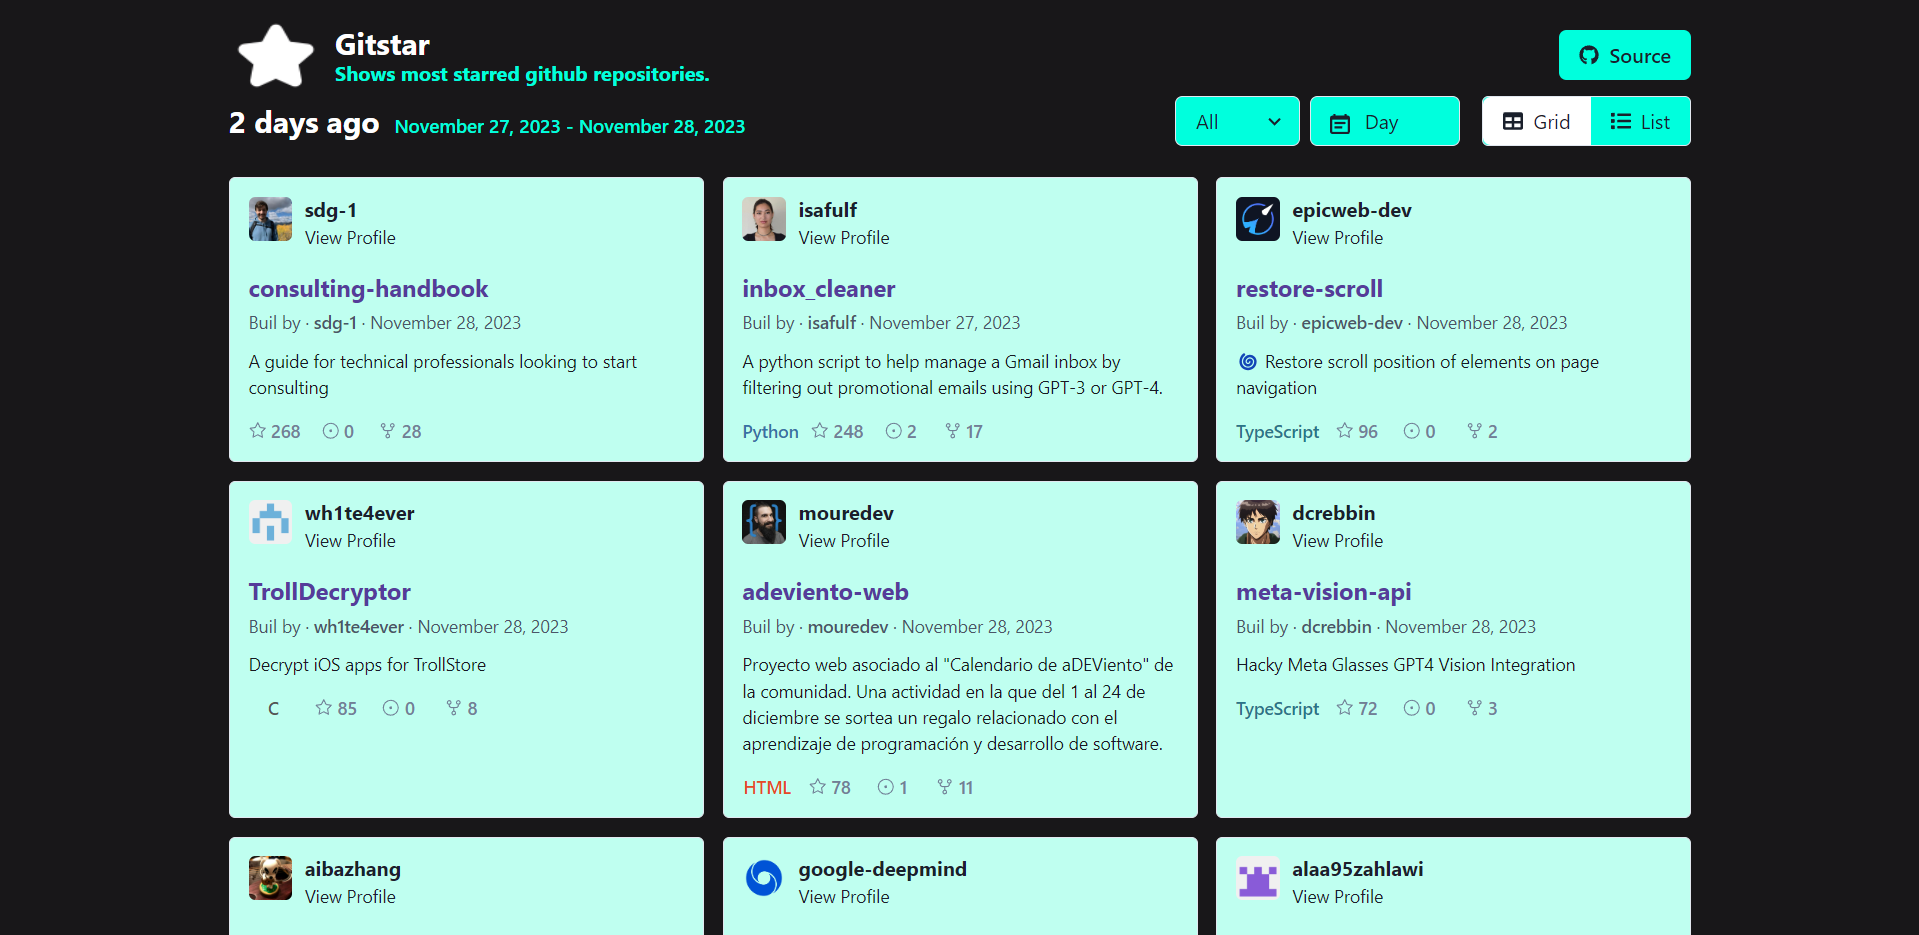 Gitstar
Shows most starred github repositories.
Source
2 days ago November 27, 2023 - November 28, 2023
All
Day
Grid
List
sdg-1
View Profile
consulting-handbook
Buil by · sdg-1 · November 28, 2023
A guide for technical professionals looking to start
consulting
268 0 28
isafulf
View Profile
inbox_cleaner
Buil by · isafulf · November 27, 2023
A python script to help manage a Gmail inbox by
filtering out promotional emails using GPT-3 or GPT-4.
Python 248 2 17
epicweb-dev
View Profile
restore-scroll
Buil by · epicweb-dev · November 28, 2023
🌀 Restore scroll position of elements on page
navigation
TypeScript 96 0 2
wh1te4ever
View Profile
TrollDecryptor
Buil by · wh1te4ever · November 28, 2023
Decrypt iOS apps for TrollStore
C 85 0 8
mouredev
View Profile
adeviento-web
Buil by · mouredev · November 28, 2023
Proyecto web asociado al "Calendario de aDEViento" de
la comunidad. Una actividad en la que del 1 al 24 de
diciembre se sortea un regalo relacionado con el
aprendizaje de programación y desarrollo de software.
HTML 78 1 11
dcrebbin
View Profile
meta-vision-api
Buil by · dcrebbin · November 28, 2023
Hacky Meta Glasses GPT4 Vision Integration
TypeScript 72 0 3
aibazhang
View Profile
google-deepmind
View Profile
alaa95zahlawi
View Profile